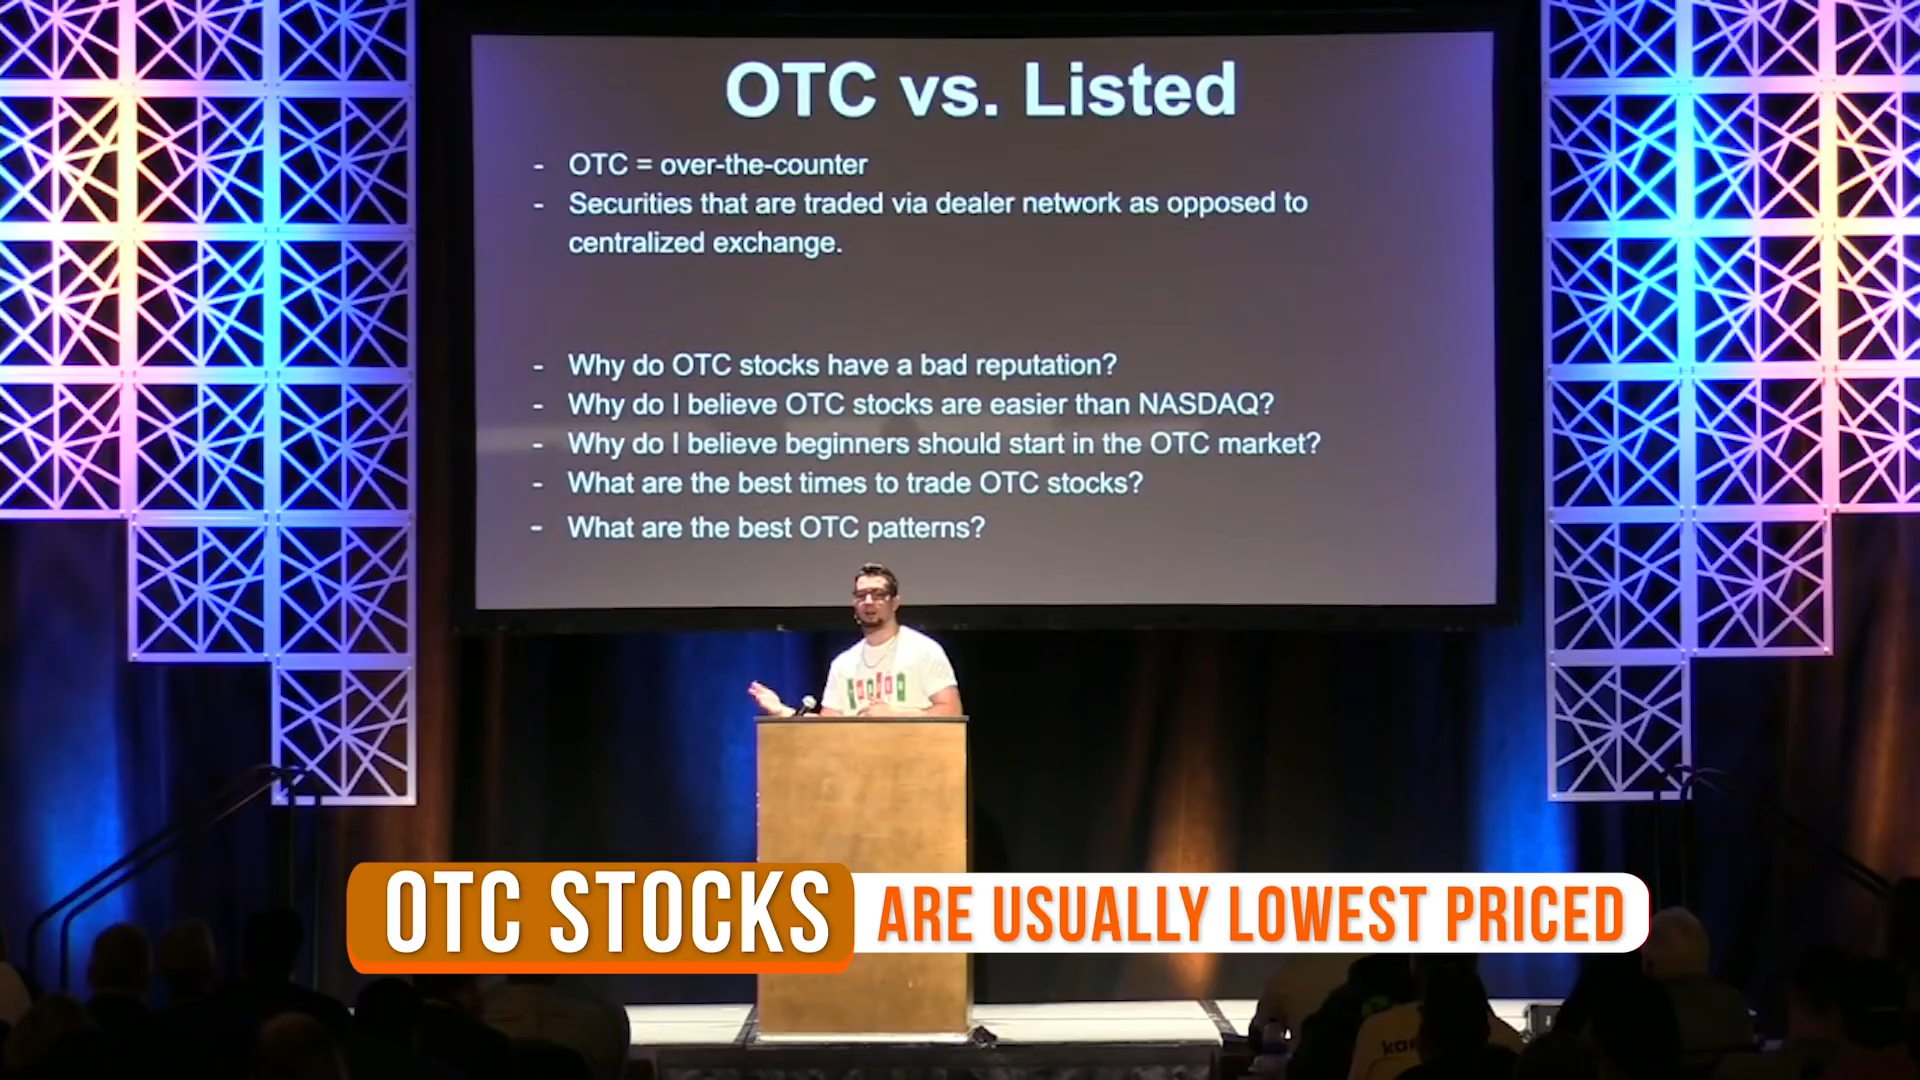 OTC vs. Listed
- OTC = over-the-counter
- Securities that are traded via dealer network as opposed to
centralized exchange.
- Why do OTC stocks have a bad reputation?
- Why do I believe OTC stocks are easier than NASDAQ?
- Why do I believe beginners should start in the OTC market?
- What are the best times to trade OTC stocks?
- What are the best OTC patterns?
OTC STOCKS ARE USUALLY LOWEST PRICED